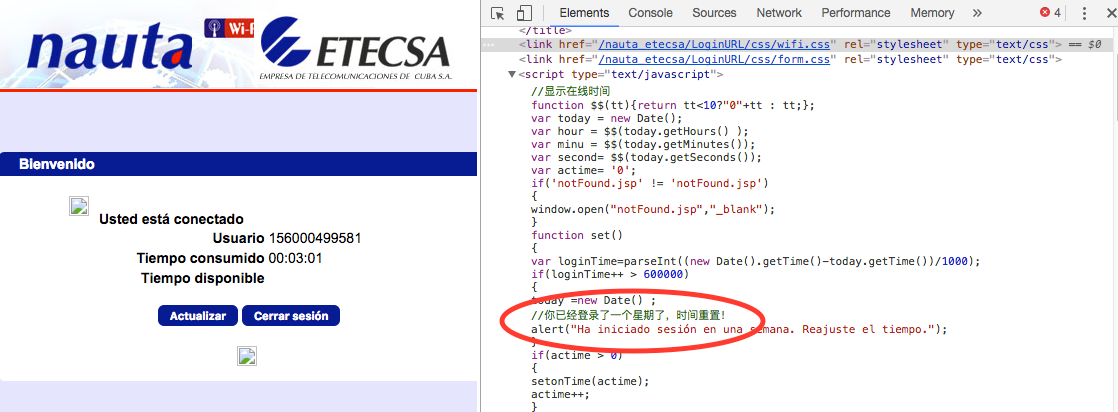 nauta
Wi-F
ETECSA
EMPRESA DE TELECOMUNICACIONES DE CUBA S.A.
Bienvenido
Usted está conectado
Usuario 156000499581
Tiempo consumido 00:03:01
Tiempo disponible
Actualizar
Cerrar sesión
Elements
Console
Sources
Network
Performance
Memory
»
4
</title>
<link href="/nauta_etecsa/LoginURL/css/wifi.css" rel="stylesheet" type="text/css"> == $0
<link href="/nauta_etecsa/LoginURL/css/form.css" rel="stylesheet" type="text/css">
▼<script type="text/javascript">
//显示在线时间
function $$(tt){return tt<10?"0"+tt : tt;};
var today = new Date();
var hour = $$(today.getHours() );
var minu = $$(today.getMinutes());
var second= $$(today.getSeconds());
var actime= '0';
if('notFound.jsp' != 'notFound.jsp')
{
window.open("notFound.jsp","_blank");
}
function set()
{
var loginTime=parseInt((new Date().getTime()-today.getTime())/1000);
if(loginTime++ > 600000)
{
today =new Date() ;
//你已经登录了一个星期了，时间重置！
alert("Ha iniciado sesión en una semana. Reajuste el tiempo.");
}
if(actime > 0)
{
setonTime(actime);
actime++;
}